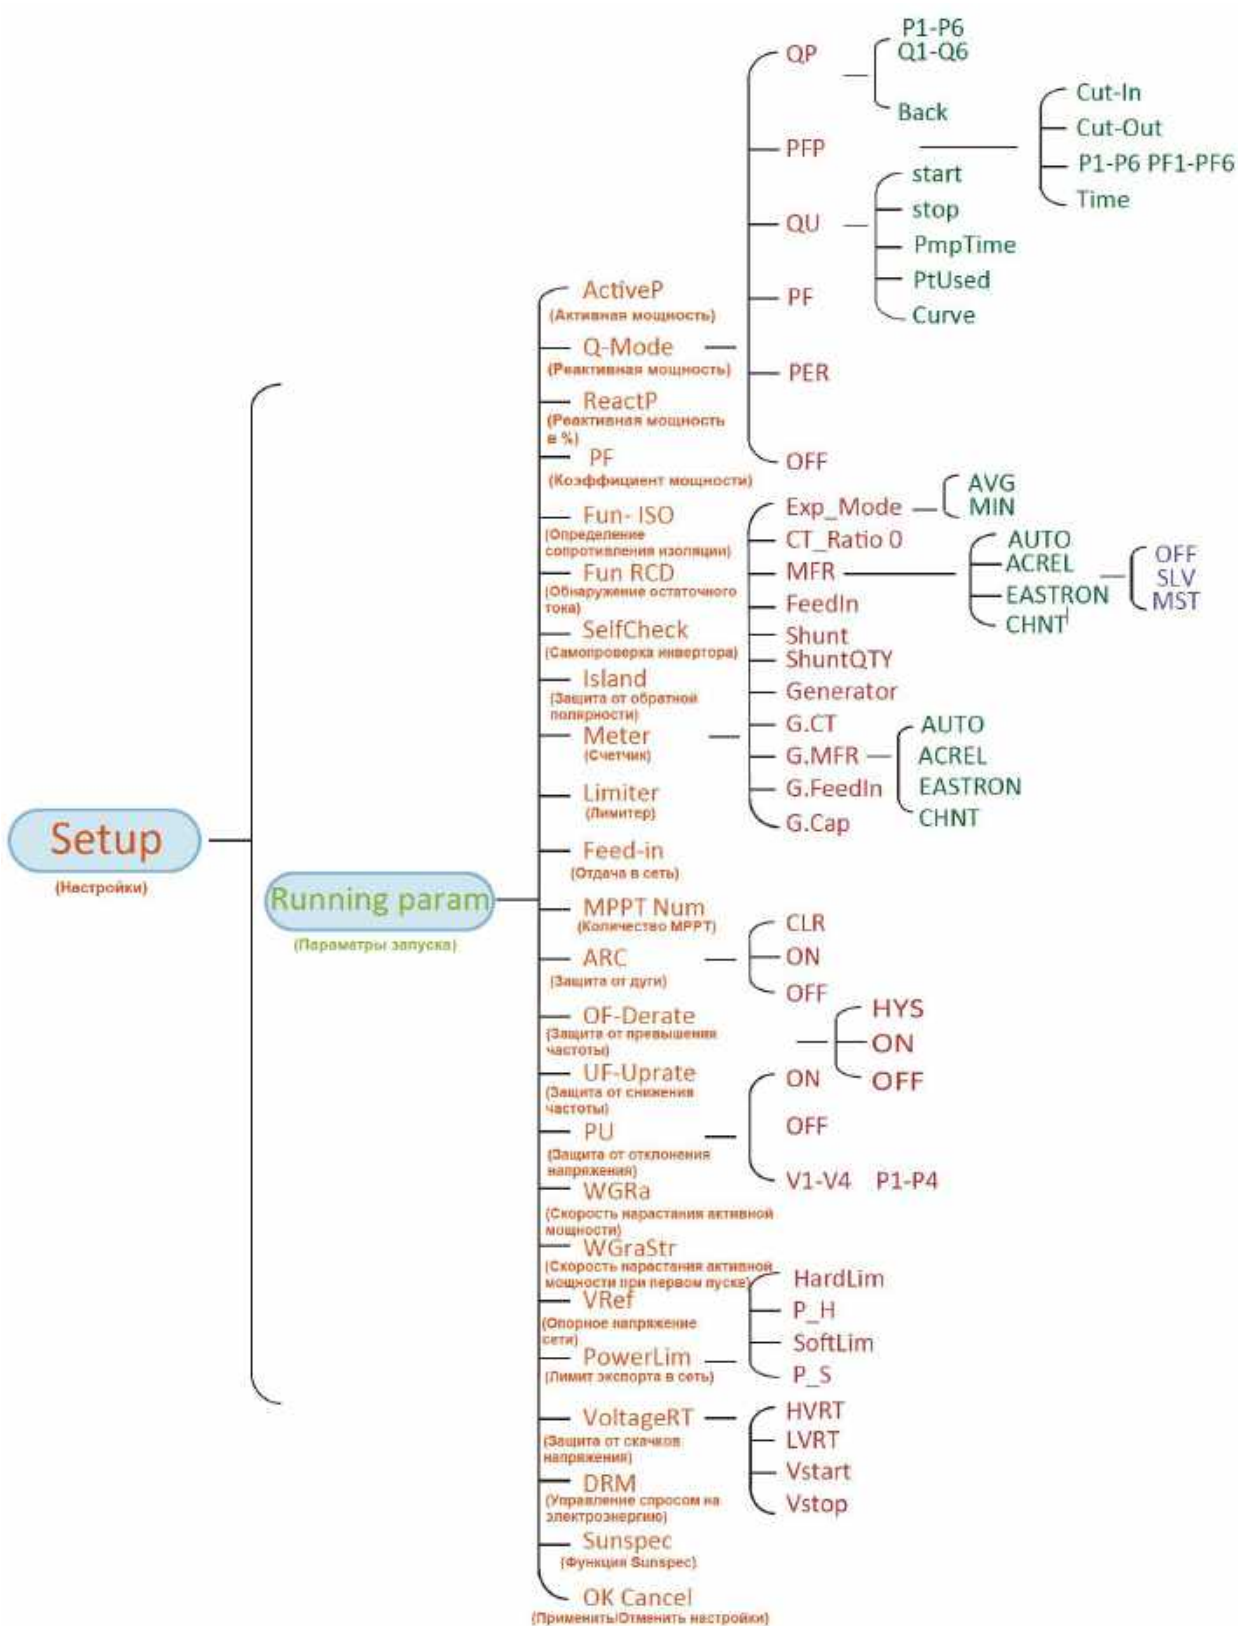 Setup
(Настройки)
Running param
(Параметры запуска)
ActiveP
(Активная мощность)
Q-Mode
(Реактивная мощность)
ReactP
(Реактивная мощность
в %)
PF
(Коэффициент мощности)
Fun- ISO
(Определение
сопротивления изоляции)
Fun RCD
(Обнаружение остаточного
тока)
SelfCheck
(Самопроверка инвертора)
Island
(Защита от обратной
полярности)
Meter
(Счетчик)
Limiter
(Лимитер)
Feed-in
(Отдача в сеть)
MPPT Num
(Количество MPPT)
ARC
(Защита от дуги)
OF-Derate
(Защита от превышения
частоты)
UF-Uprate
(Защита от снижения
частоты)
PU
(Защита от отклонения
напряжения)
WGRa
(Скорость нарастания активной
мощности)
WGraStr
(Скорость нарастания активной
мощности при первом пуске)
VRef
(Опорное напряжение
сети)
PowerLim
(Лимит экспорта в сеть)
VoltageRT
(Защита от скачков
напряжения)
DRM
(Управление спросом на
электроэнергию)
Sunspec
(Функция Sunspec)
OK Cancel
(Применить/Отменить настройки)
QP
PFP
QU
PF
PER
OFF
P1-P6
Q1-Q6
Back
Cut-In
Cut-Out
P1-P6 PF1-PF6
Time
start
stop
PmpTime
PtUsed
Curve
Exp_Mode
CT_Ratio 0
MFR
FeedIn
Shunt
ShuntQTY
Generator
G.CT
G.MFR
G.FeedIn
G.Cap
AVG
MIN
AUTO
ACREL
EASTRON
CHNT
OFF
SLV
MST
AUTO
ACREL
EASTRON
CHNT
CLR
ON
OFF
HYS
ON
OFF
ON
OFF
V1-V4 P1-P4
HardLim
P_H
SoftLim
P_S
HVRT
LVRT
Vstart
Vstop